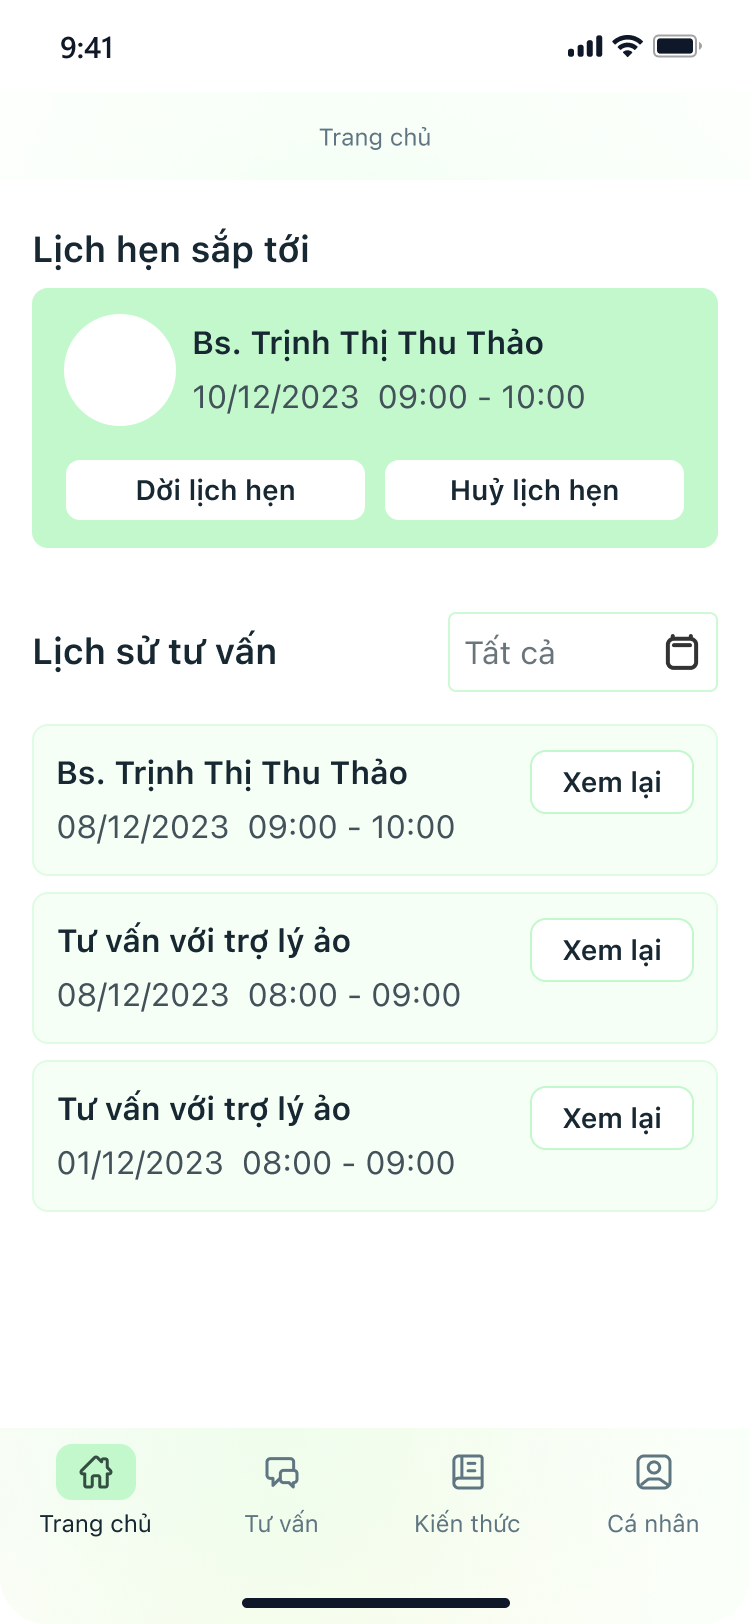 9:41
Trang chủ
Lịch hẹn sắp tới
Bs. Trịnh Thị Thu Thảo
10/12/2023 09:00 - 10:00
Dời lịch hẹn
Huỷ lịch hẹn
Lịch sử tư vấn
Tất cả
Bs. Trịnh Thị Thu Thảo
Xem lại
08/12/2023 09:00 - 10:00
Tư vấn với trợ lý ảo
Xem lại
08/12/2023 08:00 - 09:00
Tư vấn với trợ lý ảo
Xem lại
01/12/2023 08:00 - 09:00
Trang chủ
Tư vấn
Kiến thức
Cá nhân